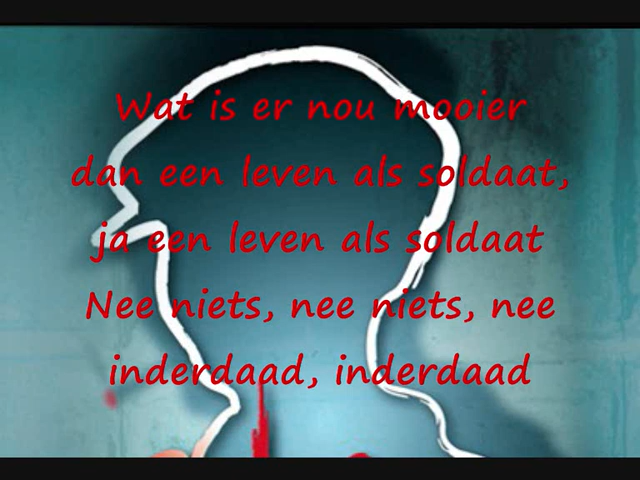 Wat is er nou mooier
dan een leven als soldaat,
ja een leven als soldaat
Nee niets, nee niets, nee
inderdaad, inderdaad